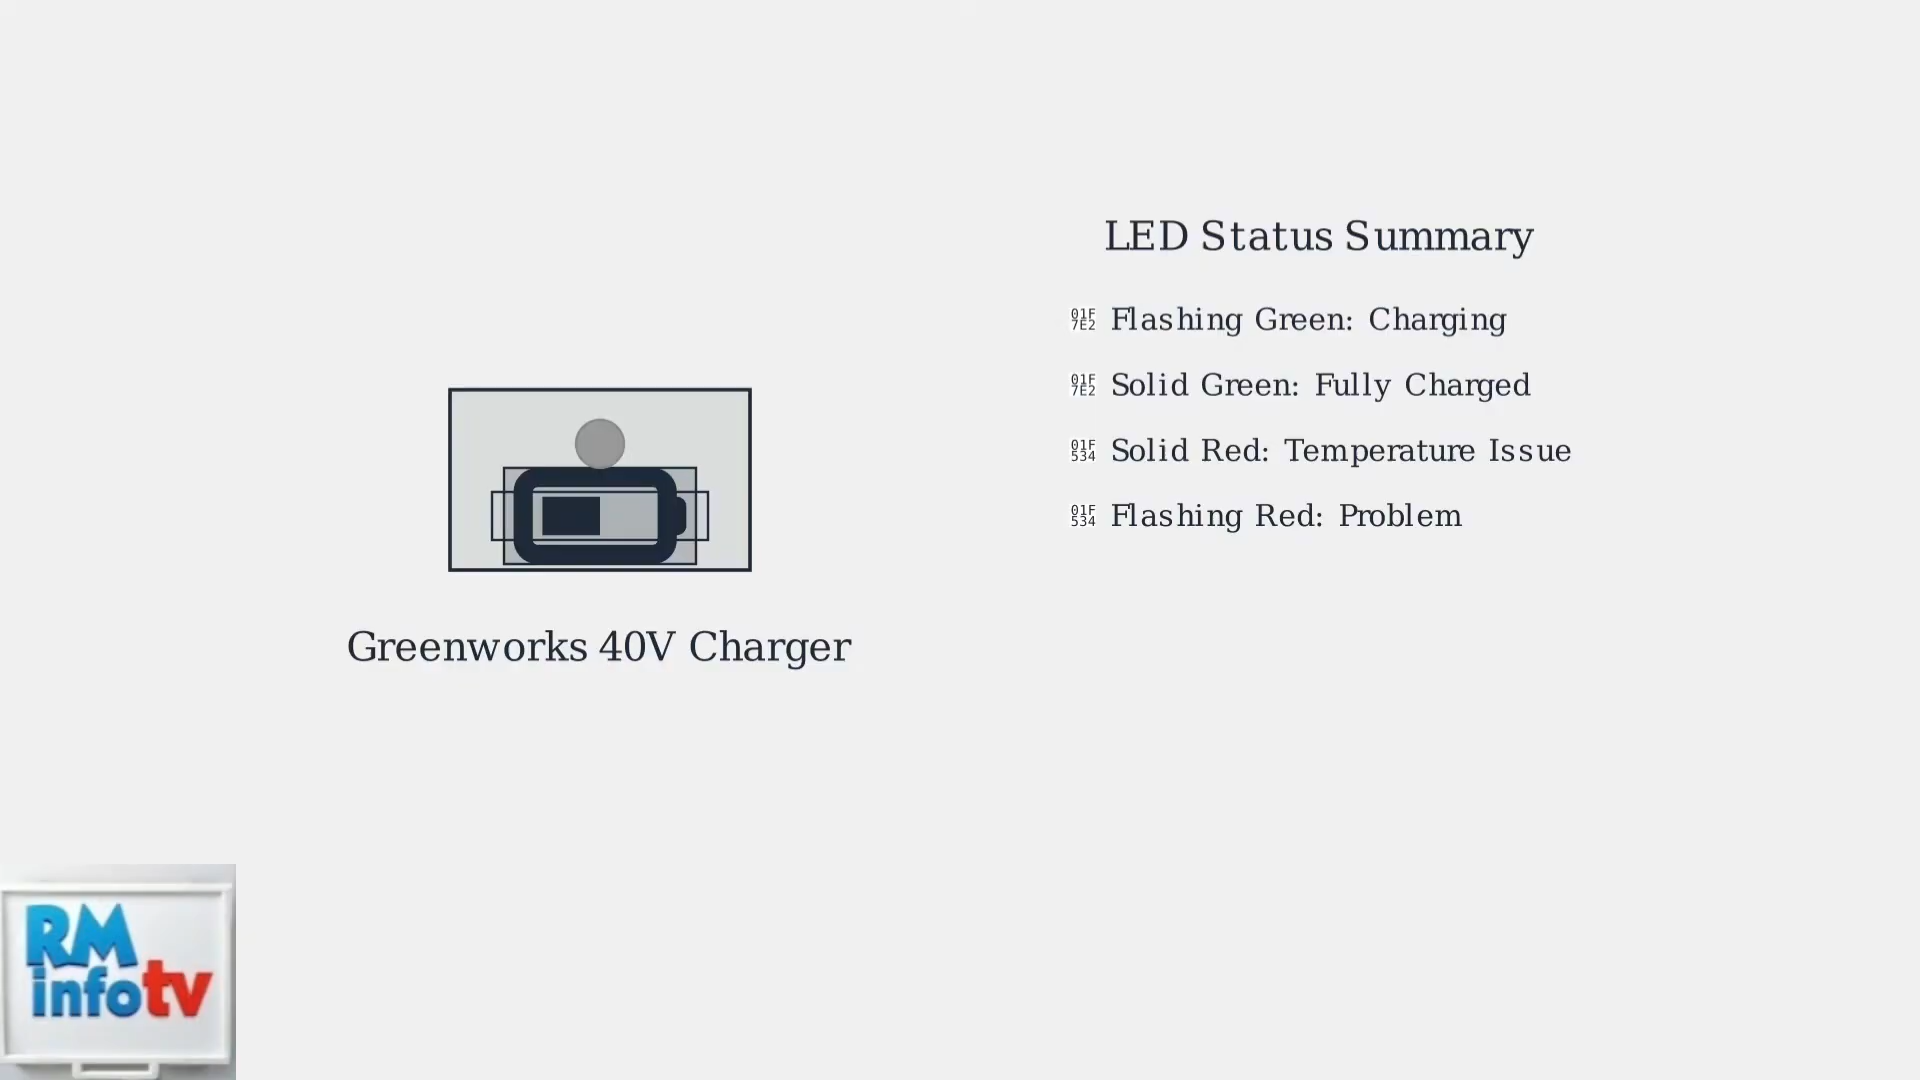 LED Status Summary
01F7E2 Flashing Green: Charging
01F7E2 Solid Green: Fully Charged
01F534 Solid Red: Temperature Issue
01F534 Flashing Red: Problem
Greenworks 40V Charger
RM
infotv